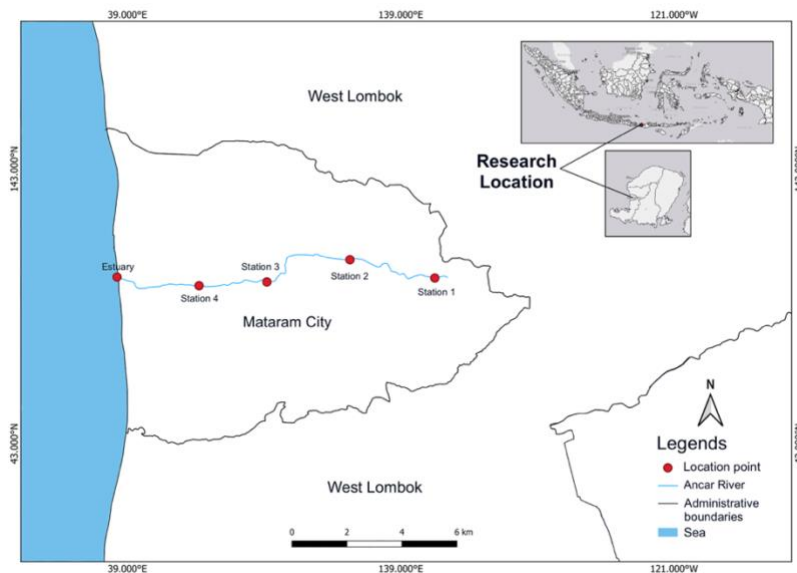 39.000°E
139.000°E
121.000°W
143.000°N
West Lombok
Research
Location
Estuary
Station 4
Station 3
Station 2
Station 1
Mataram City
43.000°N
West Lombok
N
Legends
Location point
Ancar River
Administrative
boundaries
Sea
0 2 4 6 km
39.000°E
139.000°E
121.000°W